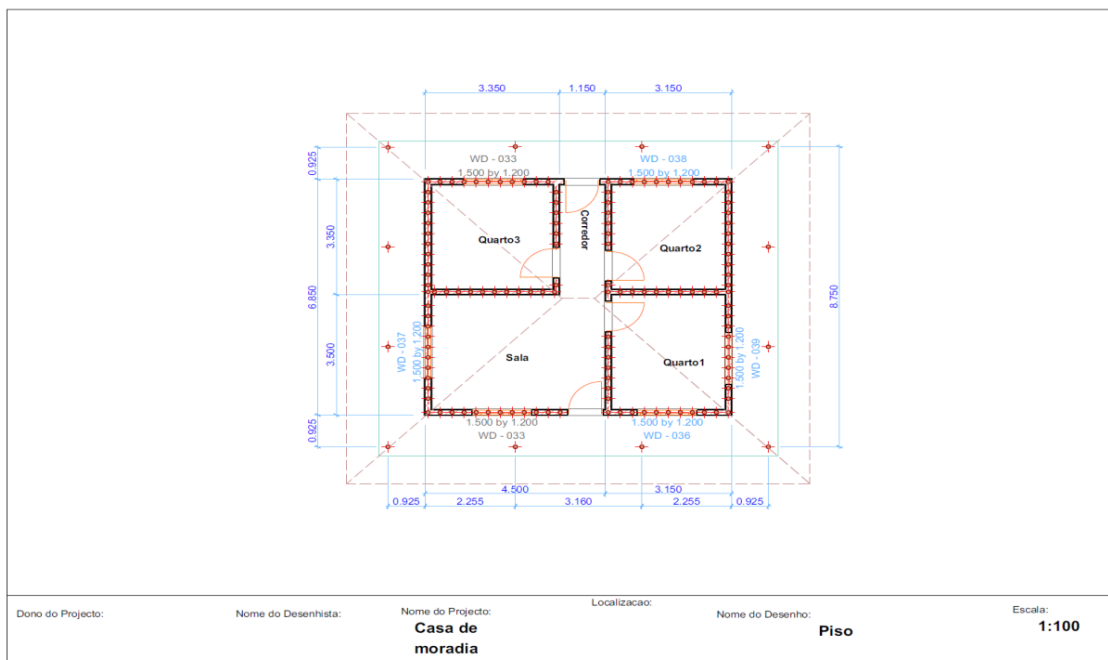 3.350 1.150 3.150
0.925
WD - 033 WD - 038
1.500 by 1.200 1.500 by 1.200
3.350
Quarto3
Corredor
Quarto2
6.850
8.750
WD - 037
1.500 by 1.200
3.500
Sala
Quarto1
1.500 by 1.200
WD - 039
0.925
1.500 by 1.200 1.500 by 1.200
WD - 033 WD - 036
4.500 3.150
0.925 2.255 3.160 2.255 0.925
Dono do Projecto:
Nome do Desenhista:
Nome do Projecto:
Casa de
moradia
Localizacao:
Nome do Desenho:
Piso
Escala:
1:100